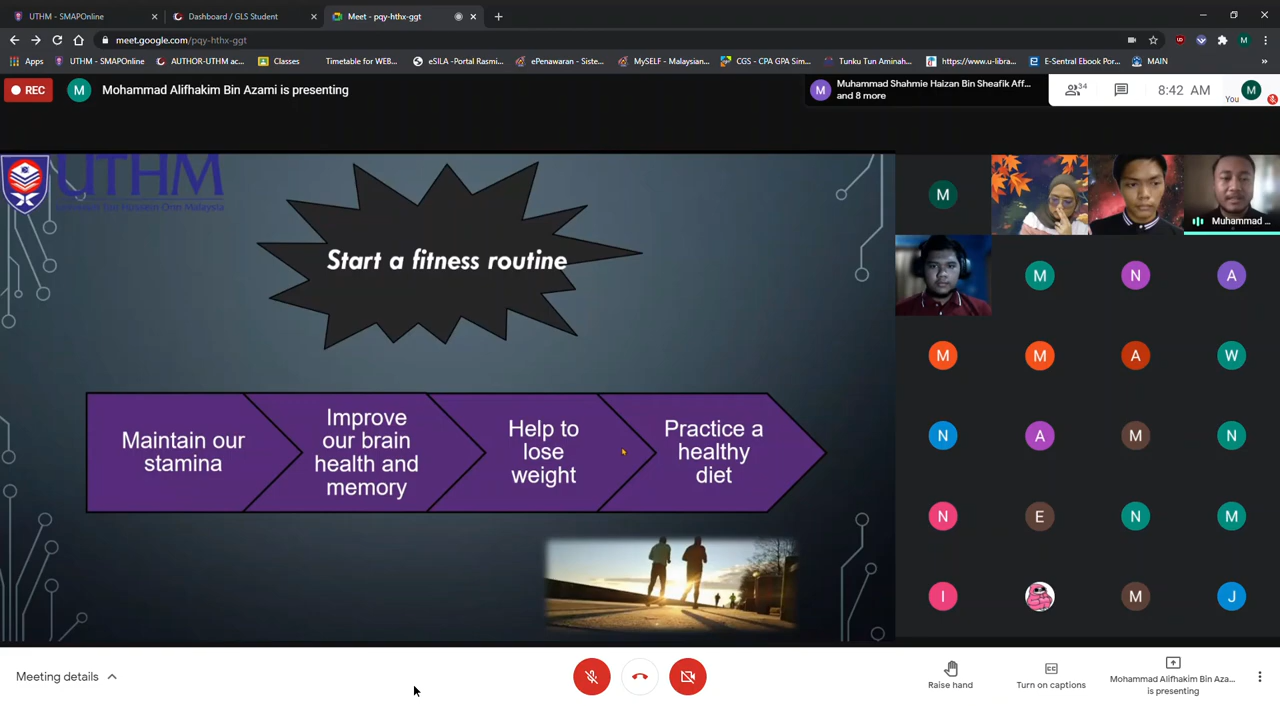 UTHM - SMAPOnline
Dashboard / GLS Student
Meet - pqy-hthx-ggt
meet.google.com/pqy-hthx-ggt
M
Apps
UTHM - SMAPOnline
AUTHOR-UTHM ac...
Classes
Timetable for WEB...
eSILA -Portal Rasmi...
ePenawaran - Siste...
MySELF - Malaysian...
CGS - CPA GPA Sim...
Tunku Tun Aminah...
https://www.u-libra...
E-Sentral Ebook Por...
MAIN
REC
M
Mohammad Alifhakim Bin Azami is presenting
M
Muhammad Shahmie Haizan Bin Sheafik Aff...
and 8 more
34
8:42 AM
You
M
UTHM
Universiti Tun Hussein Onn Malaysia
Start a fitness routine
Maintain our
stamina
Improve
our brain
health and
memory
Help to
lose
weight
Practice a
healthy
diet
M
Muhammad ...
M
N
A
M
M
A
W
N
A
M
N
N
E
N
M
I
M
J
Meeting details
Raise hand
Turn on captions
Mohammad Alifhakim Bin Aza...
is presenting